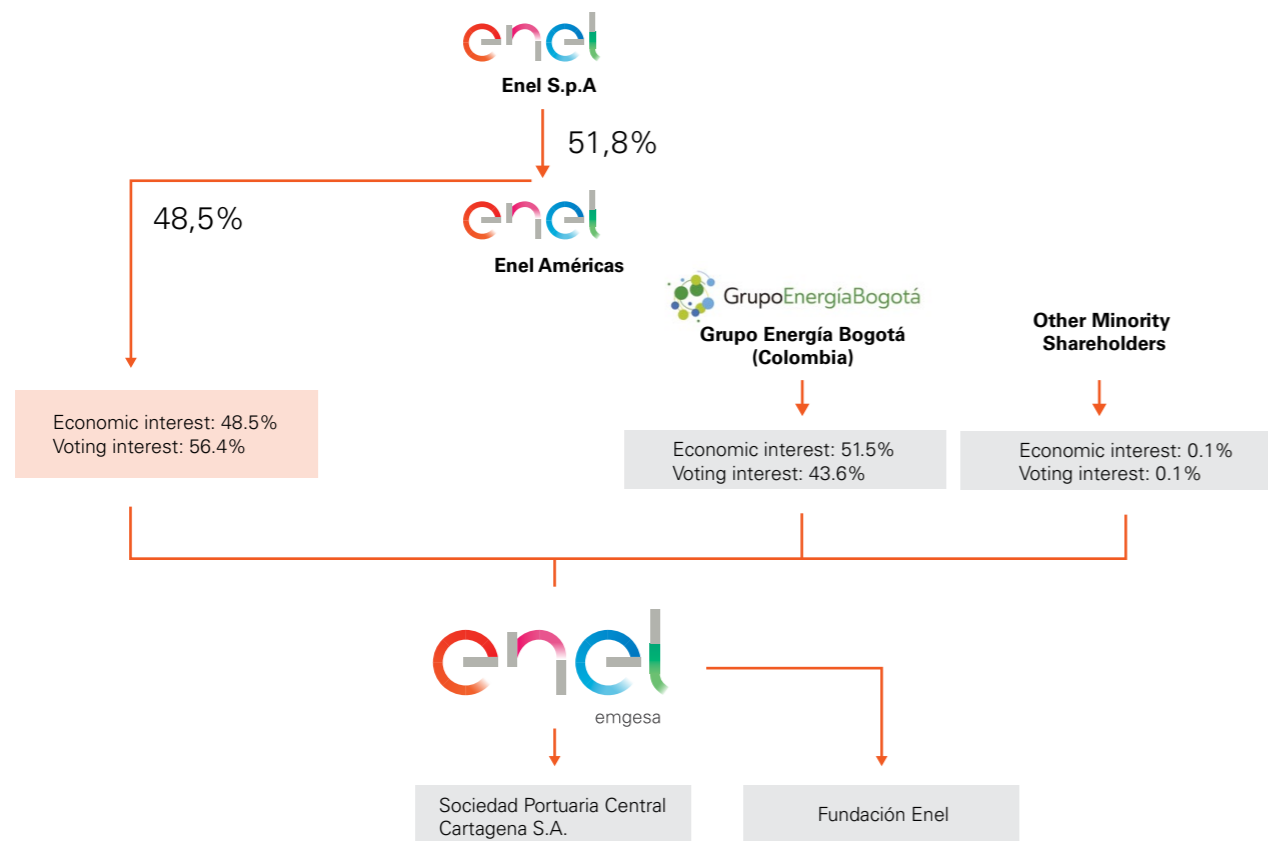 enel
Enel S.p.A
51,8%
48,5%
enel
Enel Américas
GrupoEnergíaBogotá
Grupo Energía Bogotá
(Colombia)
Other Minority
Shareholders
Economic interest: 48.5%
Voting interest: 56.4%
Economic interest: 51.5%
Voting interest: 43.6%
Economic interest: 0.1%
Voting interest: 0.1%
enel
emgesa
Sociedad Portuaria Central
Cartagena S.A.
Fundación Enel